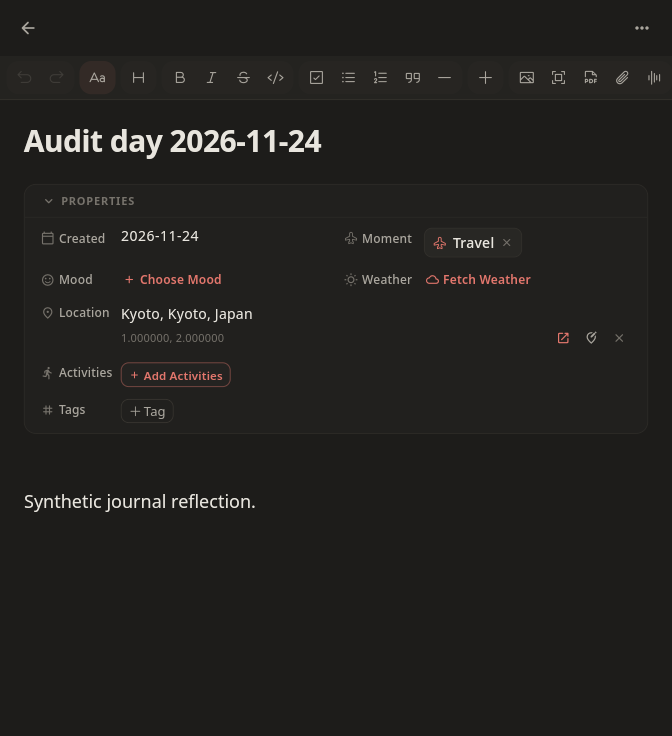 Aa H B I S </> PDF
Audit day 2026-11-24
PROPERTIES
Created 2026-11-24 Moment Travel
Mood + Choose Mood Weather Fetch Weather
Location Kyoto, Kyoto, Japan
1.000000, 2.000000
Activities + Add Activities
Tags + Tag
Synthetic journal reflection.